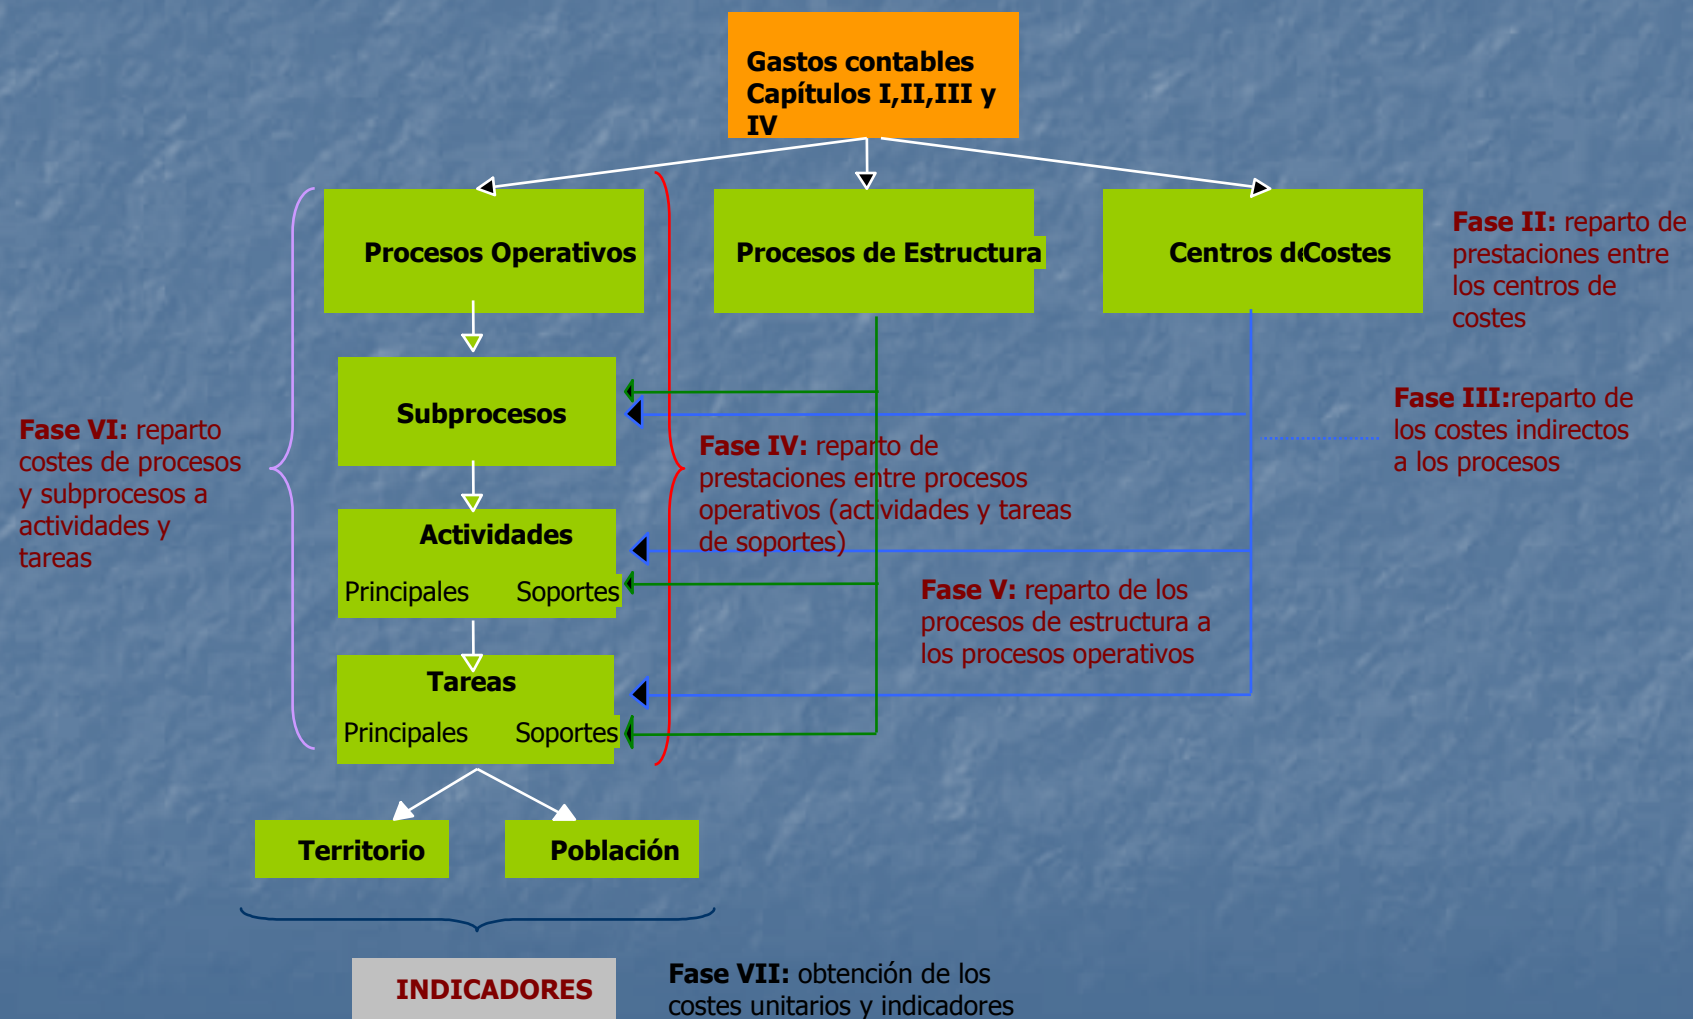 Gastos contables
Capítulos I,II,III y
IV
Procesos Operativos
Procesos de Estructura
Centros de Costes
Fase II: reparto de
prestaciones entre
los centros de
costes
Subprocesos
Fase III:reparto de
los costes indirectos
a los procesos
Fase VI: reparto
costes de procesos
y subprocesos a
actividades y
tareas
Fase IV: reparto de
prestaciones entre procesos
operativos (actividades y tareas
de soportes)
Actividades
Principales Soportes
Fase V: reparto de los
procesos de estructura a
los procesos operativos
Tareas
Principales Soportes
Territorio
Población
INDICADORES
Fase VII: obtención de los
costes unitarios y indicadores